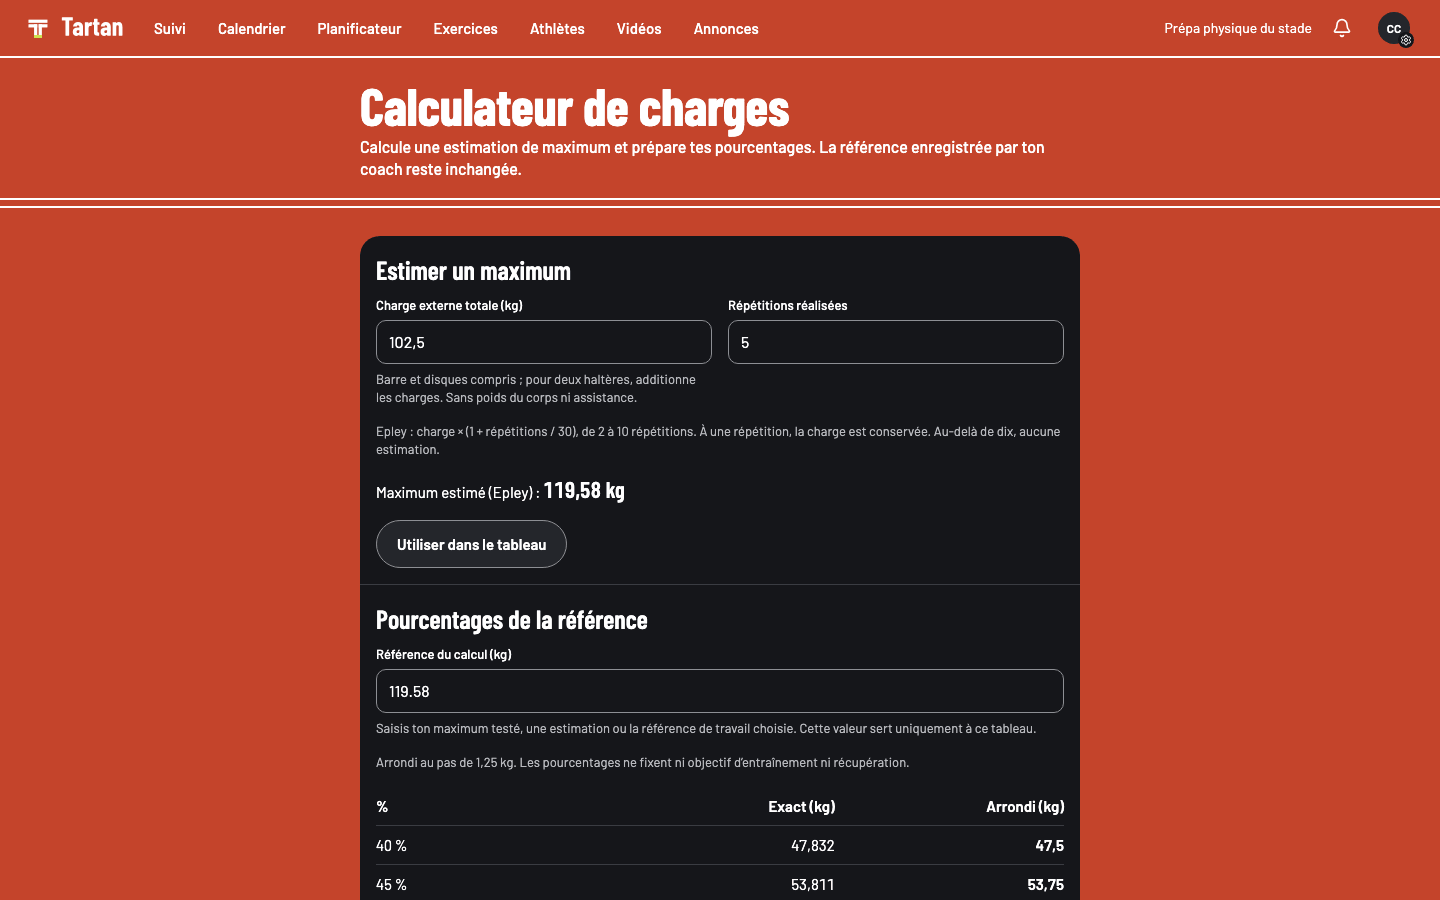 Tartan
Suivi
Calendrier
Planificateur
Exercices
Athlètes
Vidéos
Annonces
Prépa physique du stade
CC
Calculateur de charges
Calcule une estimation de maximum et prépare tes pourcentages. La référence enregistrée par ton
coach reste inchangée.
Estimer un maximum
Charge externe totale (kg)
Répétitions réalisées
102,5
5
Barre et disques compris ; pour deux haltères, additionne
les charges. Sans poids du corps ni assistance.
Epley : charge × (1 + répétitions / 30), de 2 à 10 répétitions. À une répétition, la charge est conservée. Au-delà de dix, aucune
estimation.
Maximum estimé (Epley) : 119,58 kg
Utiliser dans le tableau
Pourcentages de la référence
Référence du calcul (kg)
119.58
Saisis ton maximum testé, une estimation ou la référence de travail choisie. Cette valeur sert uniquement à ce tableau.
Arrondi au pas de 1,25 kg. Les pourcentages ne fixent ni objectif d'entraînement ni récupération.
% Exact (kg) Arrondi (kg)
40 % 47,832 47,5
45 % 53,811 53,75